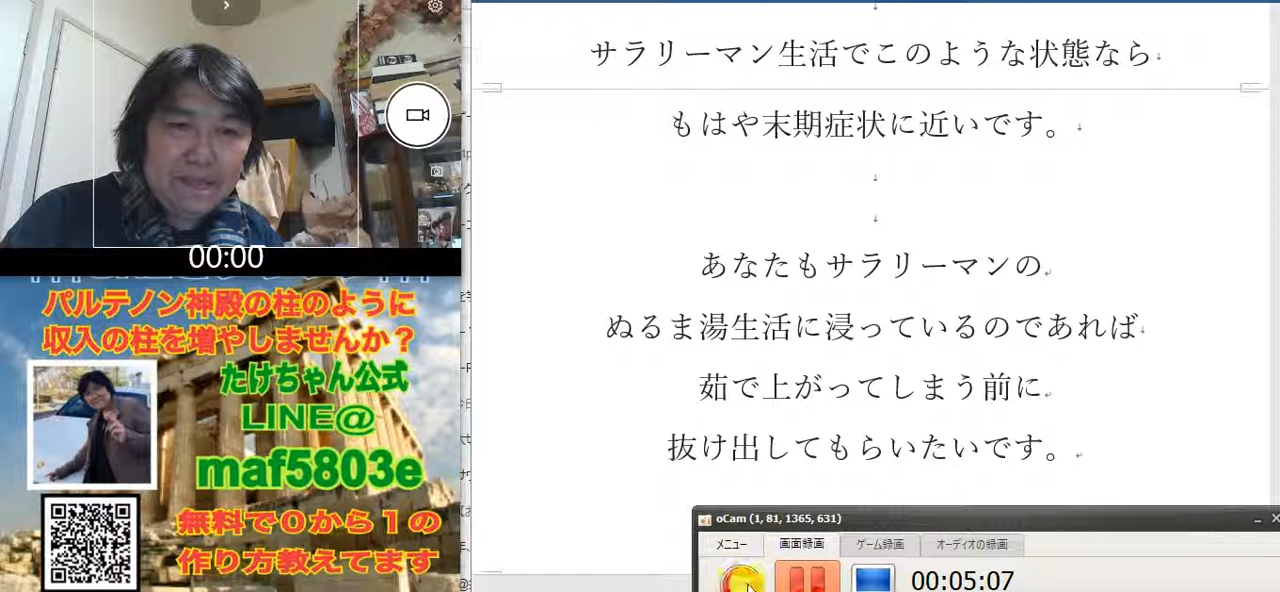 00:00
パルテノン神殿の柱のように
収入の柱を増やしませんか？
たけちゃん公式
LINE@
maf5803e
無料で０から１の
作り方教えてます
サラリーマン生活でこのような状態なら
もはや末期症状に近いです。
あなたもサラリーマンの
ぬるま湯生活に浸っているのであれば
茹で上がってしまう前に
抜け出してもらいたいです。
oCam (1, 81, 1365, 631)
メニュー
画面録画
ゲーム録画
オーディオの録画
00:05:07